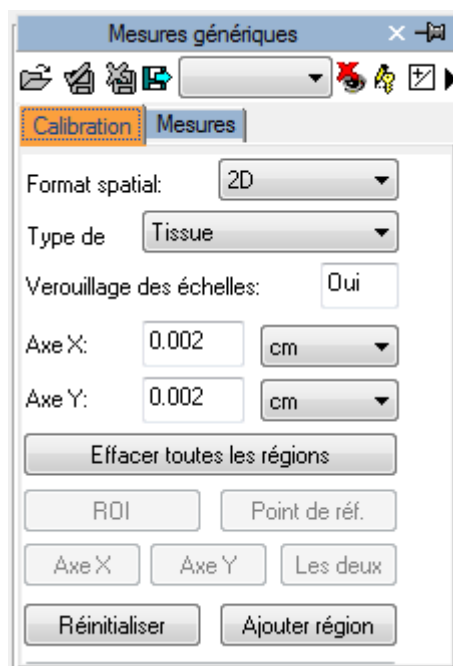 Mesures génériques
Calibration Mesures
Format spatial: 2D
Type de Tissue
Verouillage des échelles: Oui
Axe X: 0.002 cm
Axe Y: 0.002 cm
Effacer toutes les régions
ROI Point de réf.
Axe X Axe Y Les deux
Réinitialiser Ajouter région